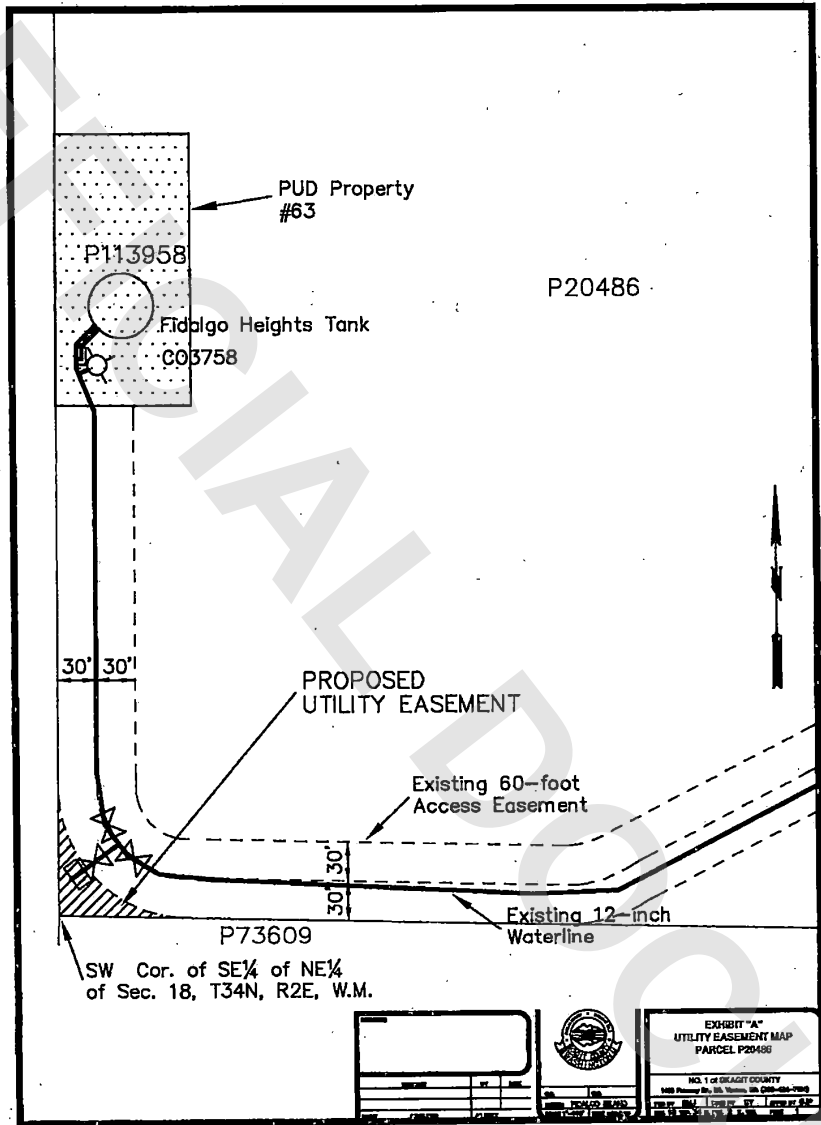 PUD Property
#63
P113958
P20486
Fidalgo Heights Tank
C03758
30' 30'
PROPOSED
UTILITY EASEMENT
Existing 60-foot
Access Easement
30'
30'
Existing 12-inch
Waterline
P73609
SW Cor. of SE¼ of NE¼
of Sec. 18, T34N, R2E, W.M.
EXHIBIT "A"
UTILITY EASEMENT MAP
PARCEL P20486
NO. 1 of SKAGIT COUNTY
FIDALGO ISLAND